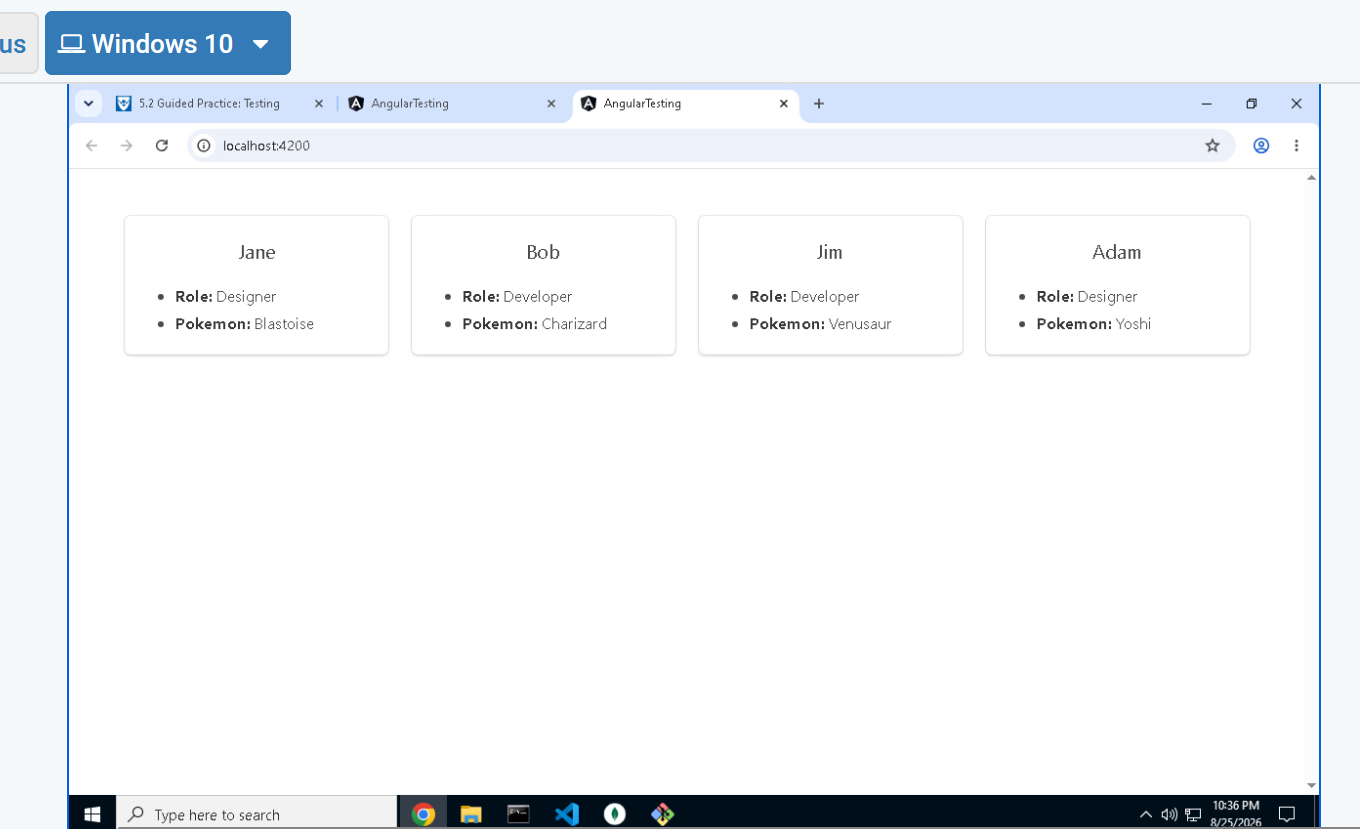 us
Windows 10
5.2 Guided Practice: Testing
AngularTesting
AngularTesting
localhost:4200
Jane
Role: Designer
Pokemon: Blastoise
Bob
Role: Developer
Pokemon: Charizard
Jim
Role: Developer
Pokemon: Venusaur
Adam
Role: Designer
Pokemon: Yoshi
Type here to search
10:36 PM
8/25/2026